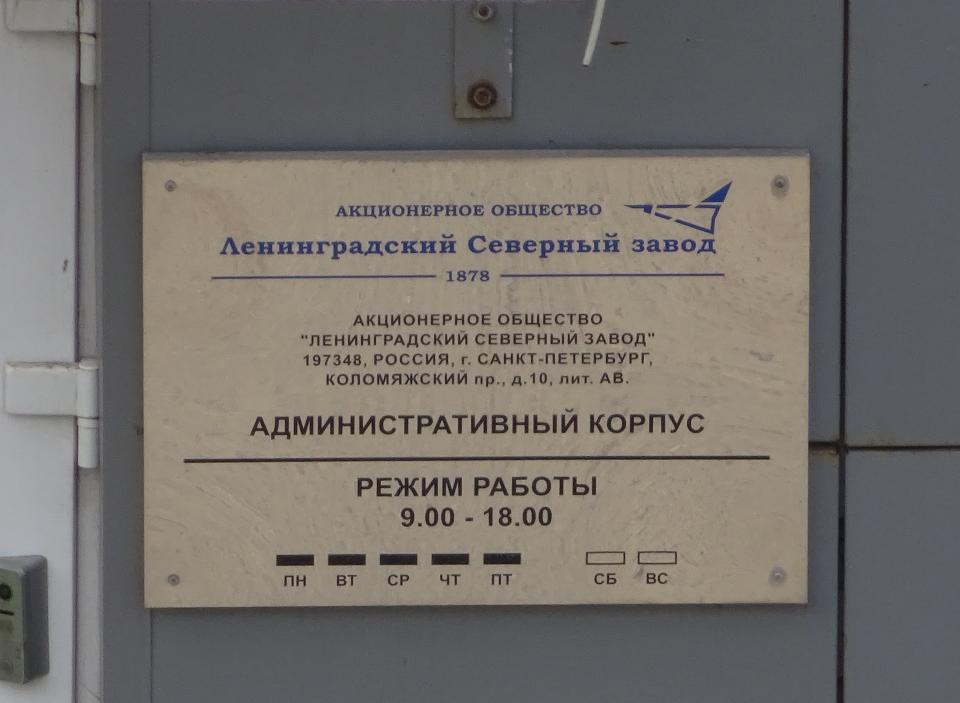 АКЦИОНЕРНОЕ ОБЩЕСТВО
Ленинградский Северный завод
1878
АКЦИОНЕРНОЕ ОБЩЕСТВО
"ЛЕНИНГРАДСКИЙ СЕВЕРНЫЙ ЗАВОД"
197348, РОССИЯ, г. САНКТ-ПЕТЕРБУРГ,
КОЛОМЯЖСКИЙ пр., д.10, лит. АВ.
АДМИНИСТРАТИВНЫЙ КОРПУС
РЕЖИМ РАБОТЫ
9.00 - 18.00
ПН ВТ СР ЧТ ПТ СБ ВС